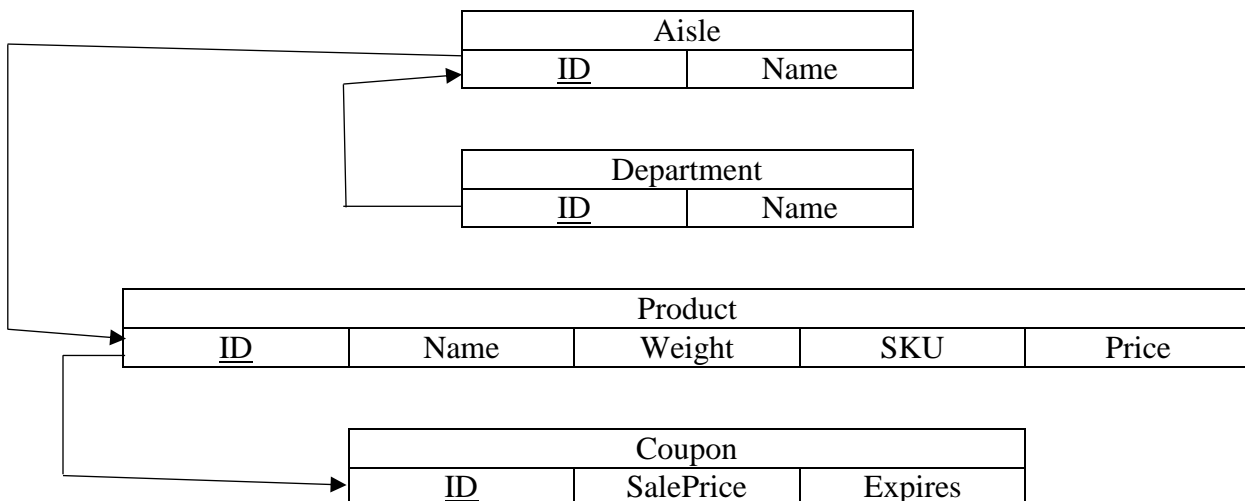 Aisle
ID Name
Department
ID Name
Product
ID Name Weight SKU Price
Coupon
ID SalePrice Expires